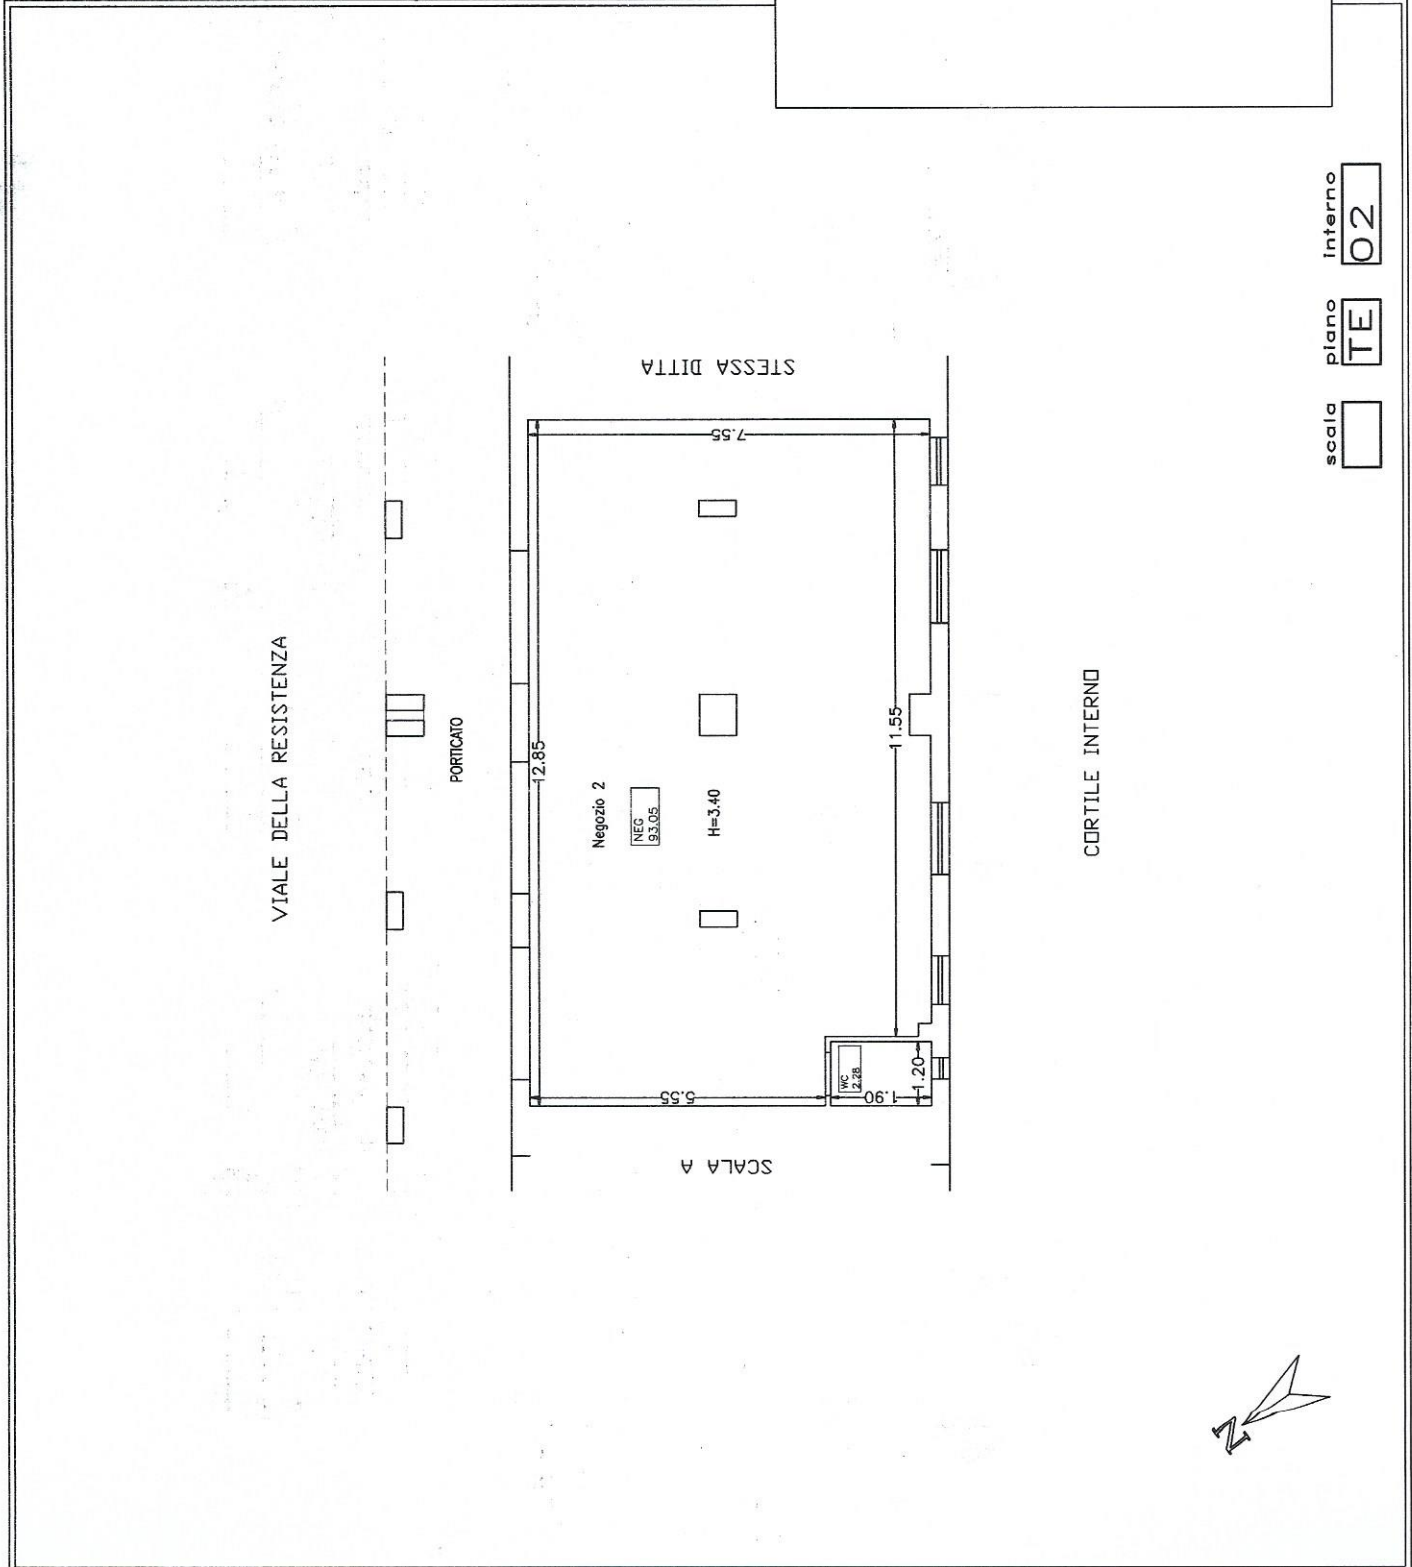 VIALE DELLA RESISTENZA
PORTICATO
12.85
Negozio 2
NEG
93.05
H=3.40
STESSA DITTA
7.55
11.55
5.55
WC
2.28
1.90
1.20
SCALA A
CORTILE INTERNO
scala
piano
TE
interno
02
N